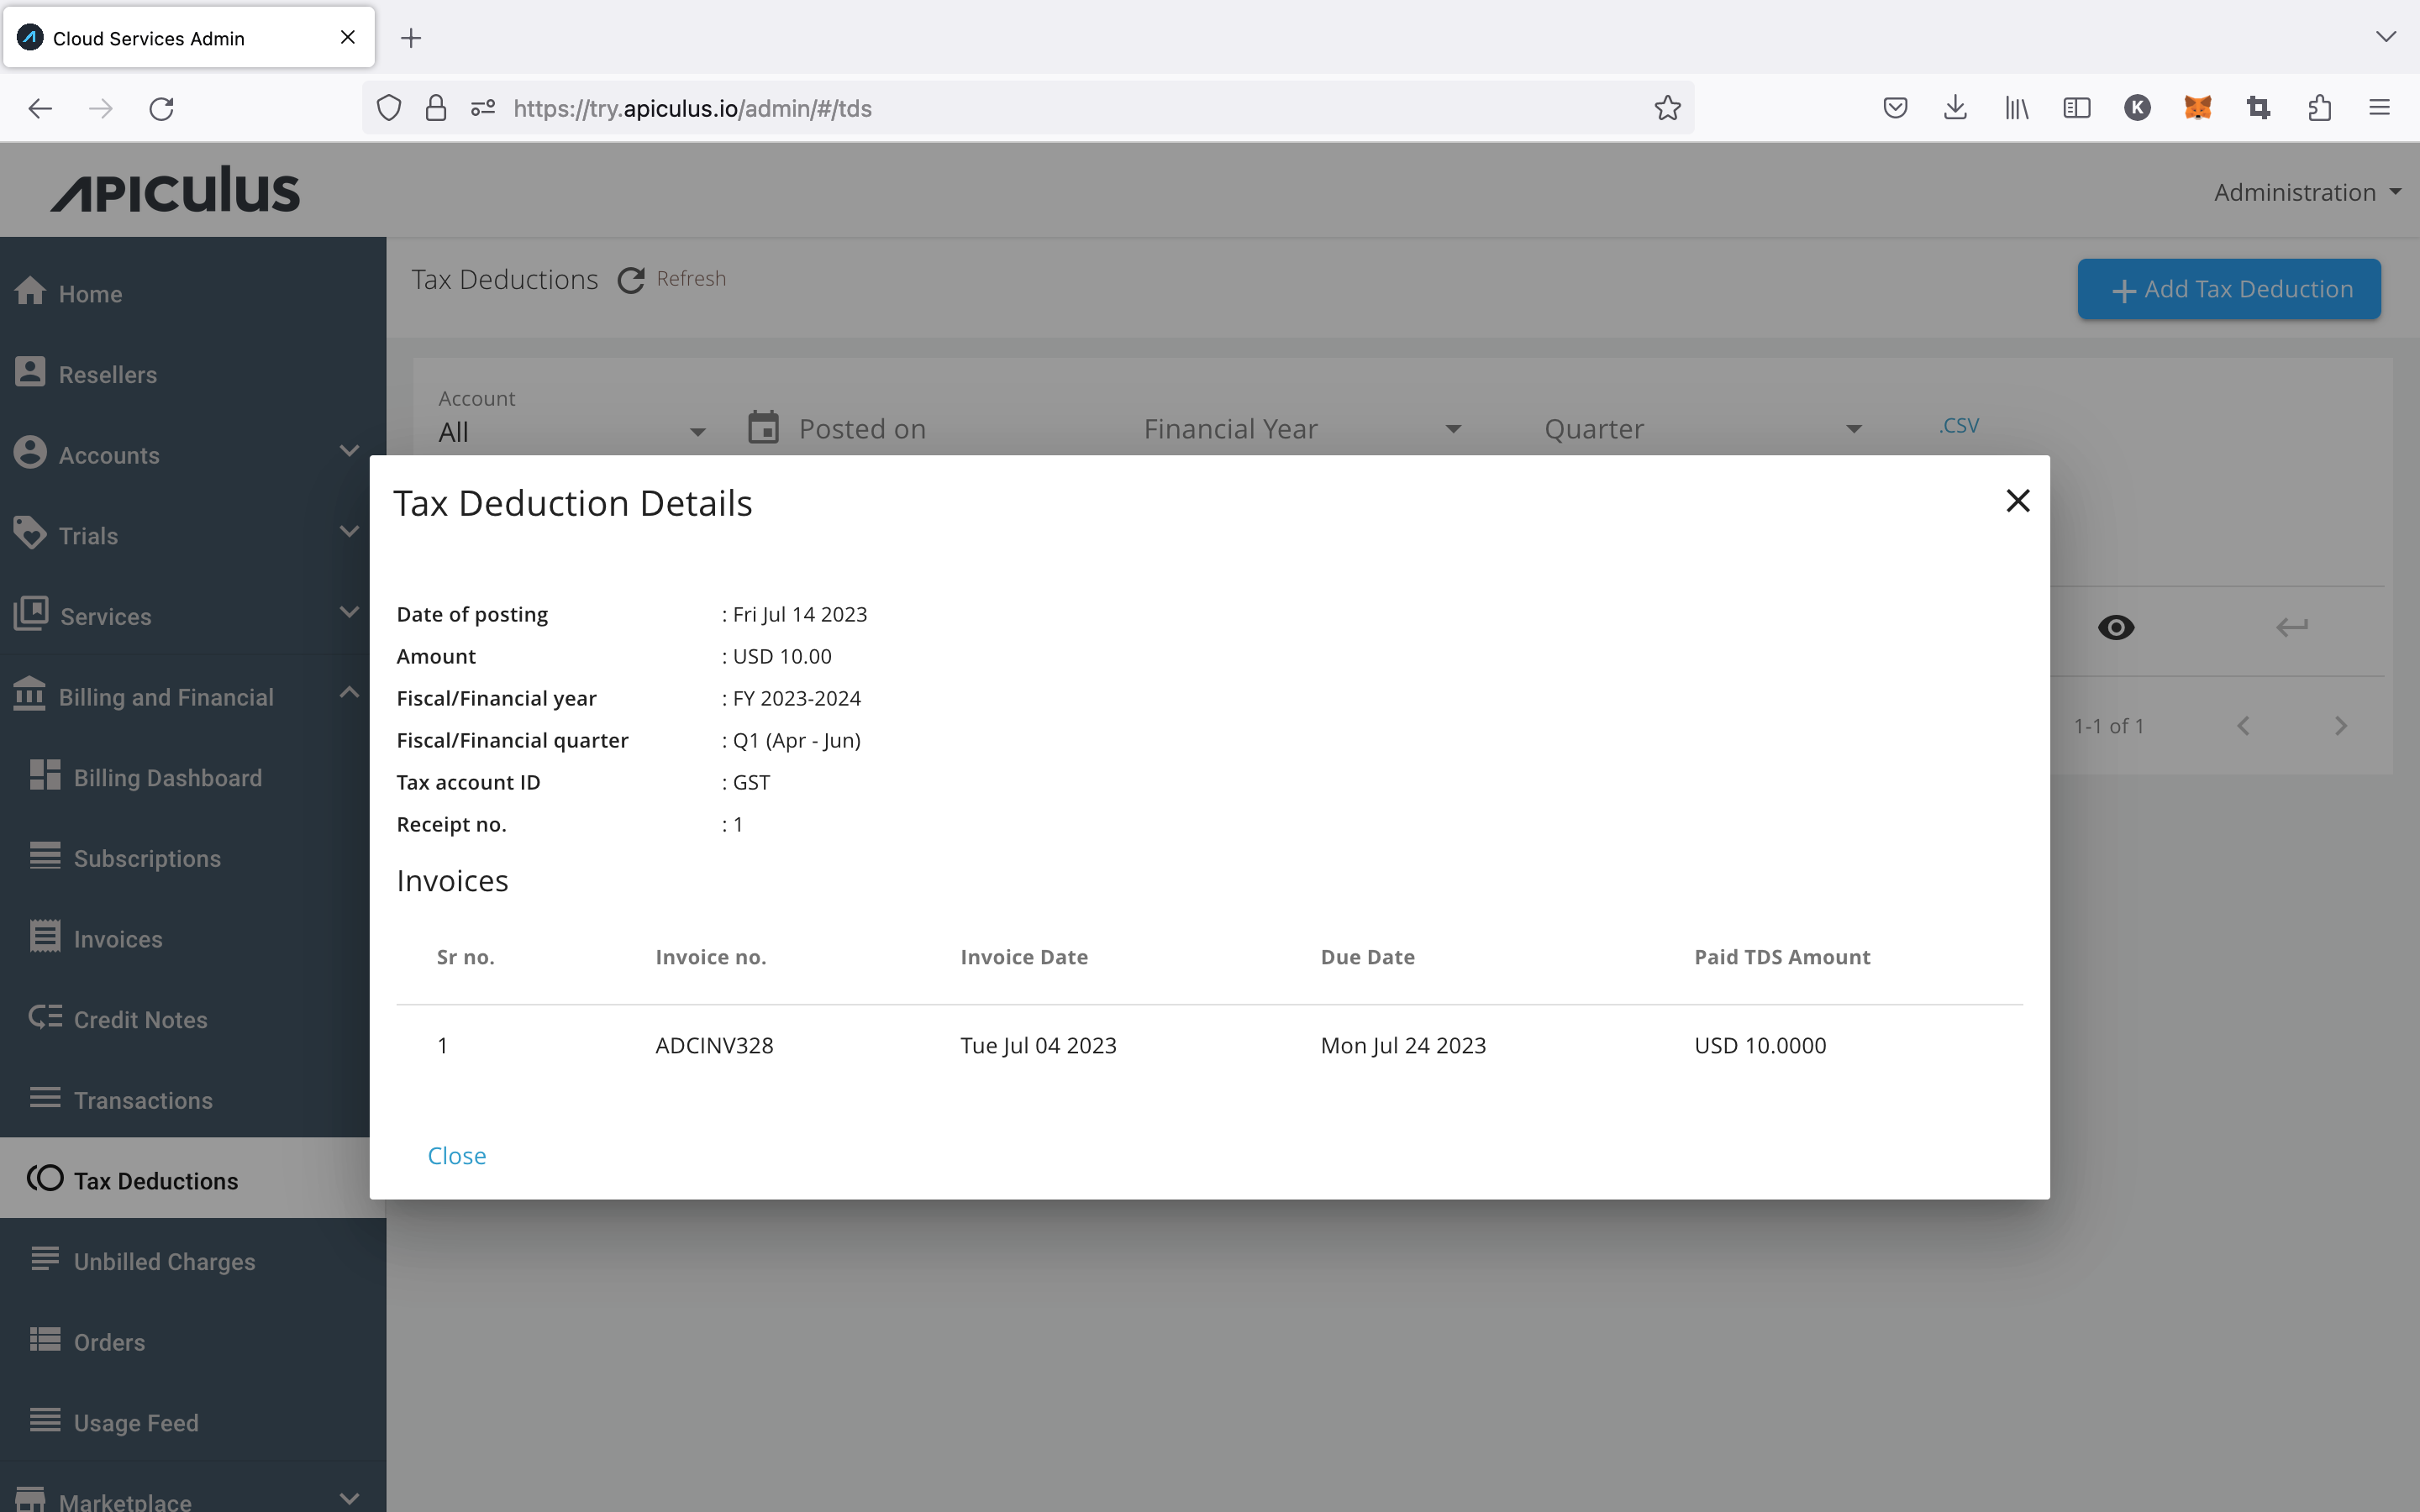 Cloud Services Admin
https://try.apiculus.io/admin/#/tds
K
APICULUS
Administration
Home
Resellers
Accounts
Trials
Services
Billing and Financial
Billing Dashboard
Subscriptions
Invoices
Credit Notes
Transactions
Tax Deductions
Unbilled Charges
Orders
Usage Feed
Marketplace
Tax Deductions Refresh
Add Tax Deduction
Account
All
Posted on
Financial Year
Quarter
.CSV
1-1 of 1
Tax Deduction Details
Date of posting : Fri Jul 14 2023
Amount : USD 10.00
Fiscal/Financial year : FY 2023-2024
Fiscal/Financial quarter : Q1 (Apr - Jun)
Tax account ID : GST
Receipt no. : 1
Invoices
Sr no. Invoice no. Invoice Date Due Date Paid TDS Amount
1 ADCINV328 Tue Jul 04 2023 Mon Jul 24 2023 USD 10.0000
Close